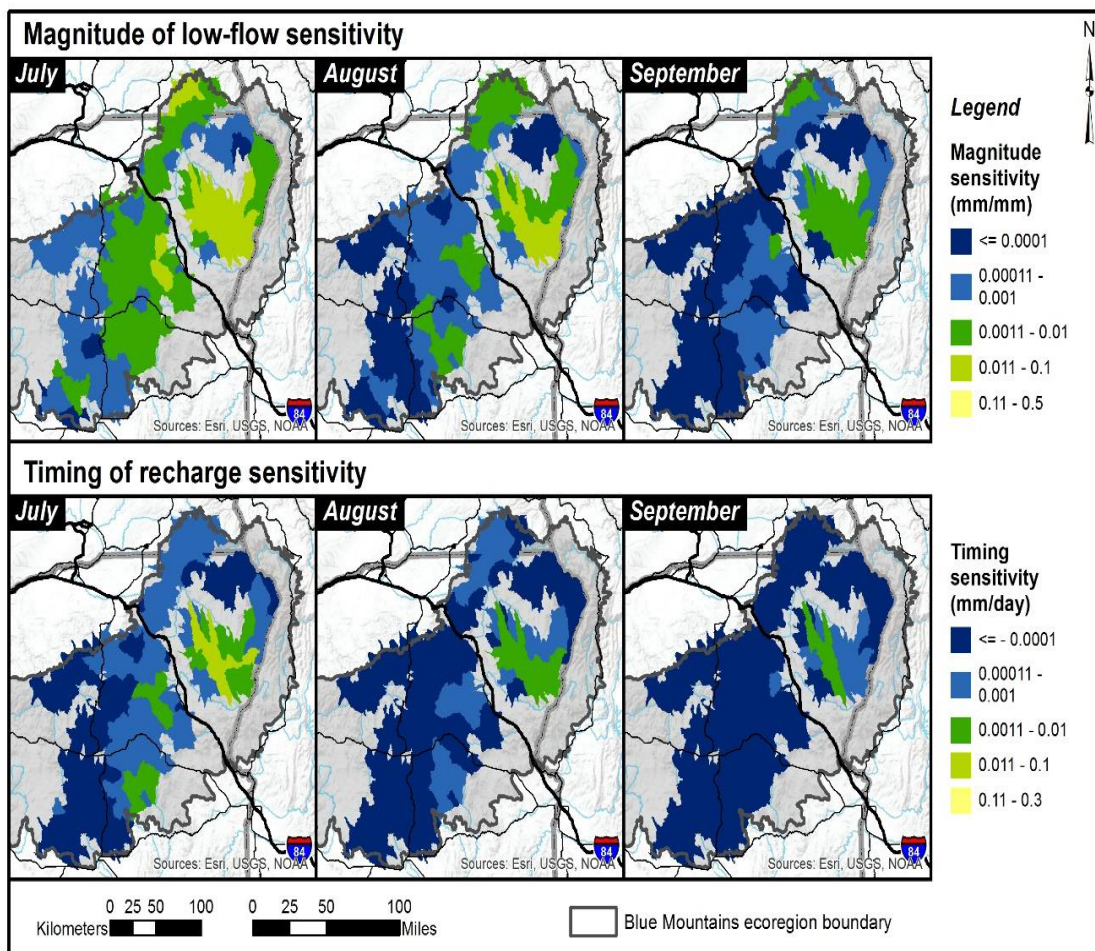 Magnitude of low-flow sensitivity
July
August
September
Sources: Esri, USGS, NOAA
84
Sources: Esri, USGS, NOAA
84
Sources: Esri, USGS, NOAA
84
Timing of recharge sensitivity
July
August
September
Sources: Esri, USGS, NOAA
84
Sources: Esri, USGS, NOAA
84
Sources: Esri, USGS, NOAA
84
N
Legend
Magnitude
sensitivity
(mm/mm)
<= 0.0001
0.00011 -
0.001
0.0011 - 0.01
0.011 - 0.1
0.11 - 0.5
Timing
sensitivity
(mm/day)
<= - 0.0001
0.00011 -
0.001
0.0011 - 0.01
0.011 - 0.1
0.11 - 0.3
0 25 50 100
Kilometers
0 25 50 100
Miles
Blue Mountains ecoregion boundary